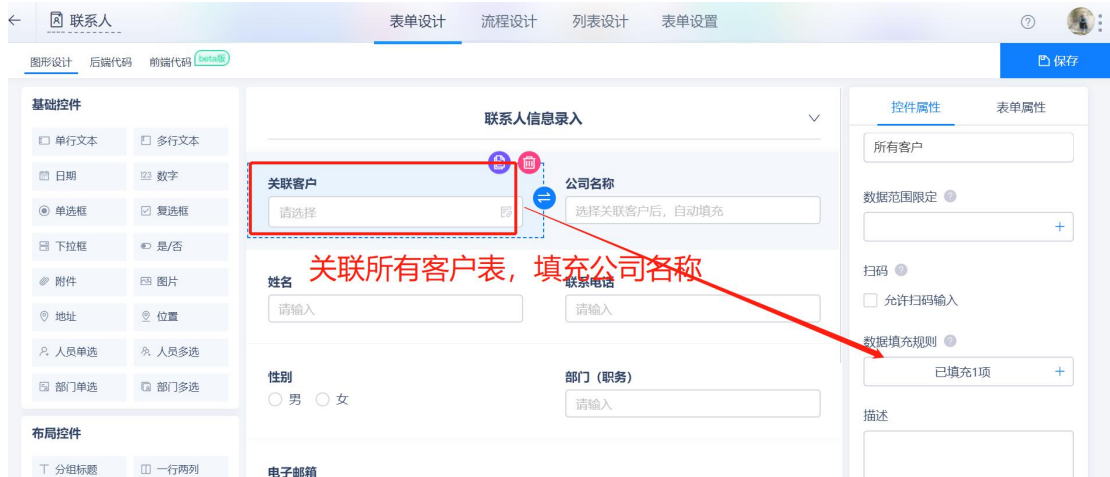 联系人
表单设计 流程设计 列表设计 表单设置
图形设计 后端代码 前端代码 beta版
保存
基础控件
单行文本 多行文本
日期 数字
单选框 复选框
下拉框 是/否
附件 图片
地址 位置
人员单选 人员多选
部门单选 部门多选
布局控件
分组标题 一行两列
联系人信息录入
关联客户 公司名称
请选择 选择关联客户后，自动填充
关联所有客户表，填充公司名称
姓名 联系电话
请输入 请输入
性别 部门（职务）
男 女 请输入
电子邮箱
控件属性 表单属性
所有客户
数据范围限定
扫码
允许扫码输入
数据填充规则
已填充1项
描述